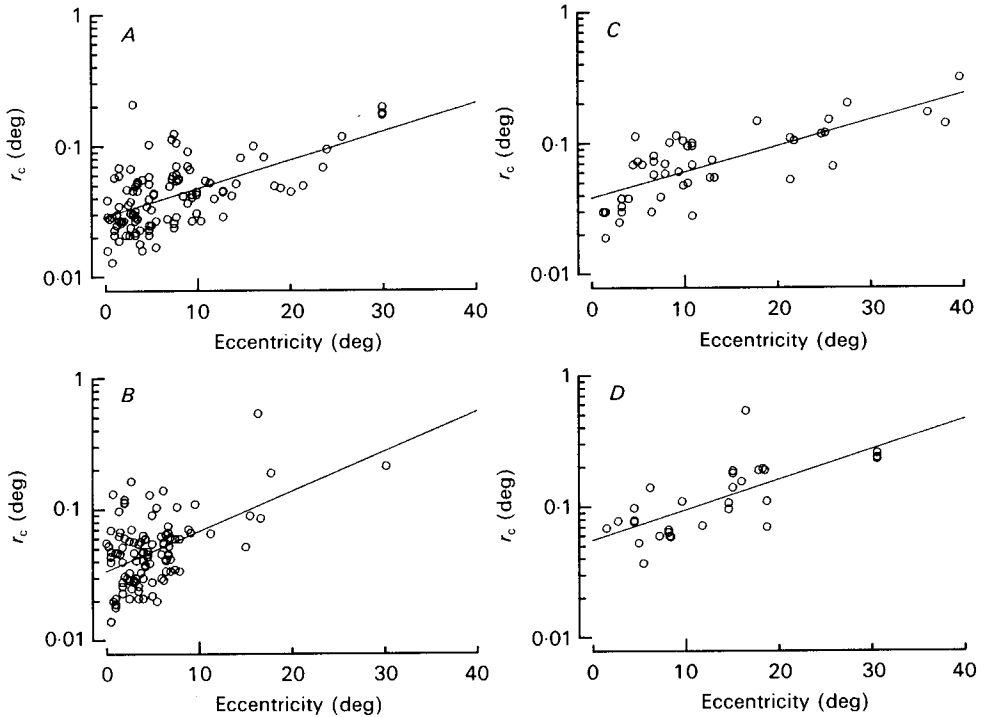 A
1
0·1
0·01
r_c (deg)
0 10 20 30 40
Eccentricity (deg)
C
1
0·1
0·01
r_c (deg)
0 10 20 30 40
Eccentricity (deg)
B
1
0·1
0·01
r_c (deg)
0 10 20 30 40
Eccentricity (deg)
D
1
0·1
0·01
r_c (deg)
0 10 20 30 40
Eccentricity (deg)